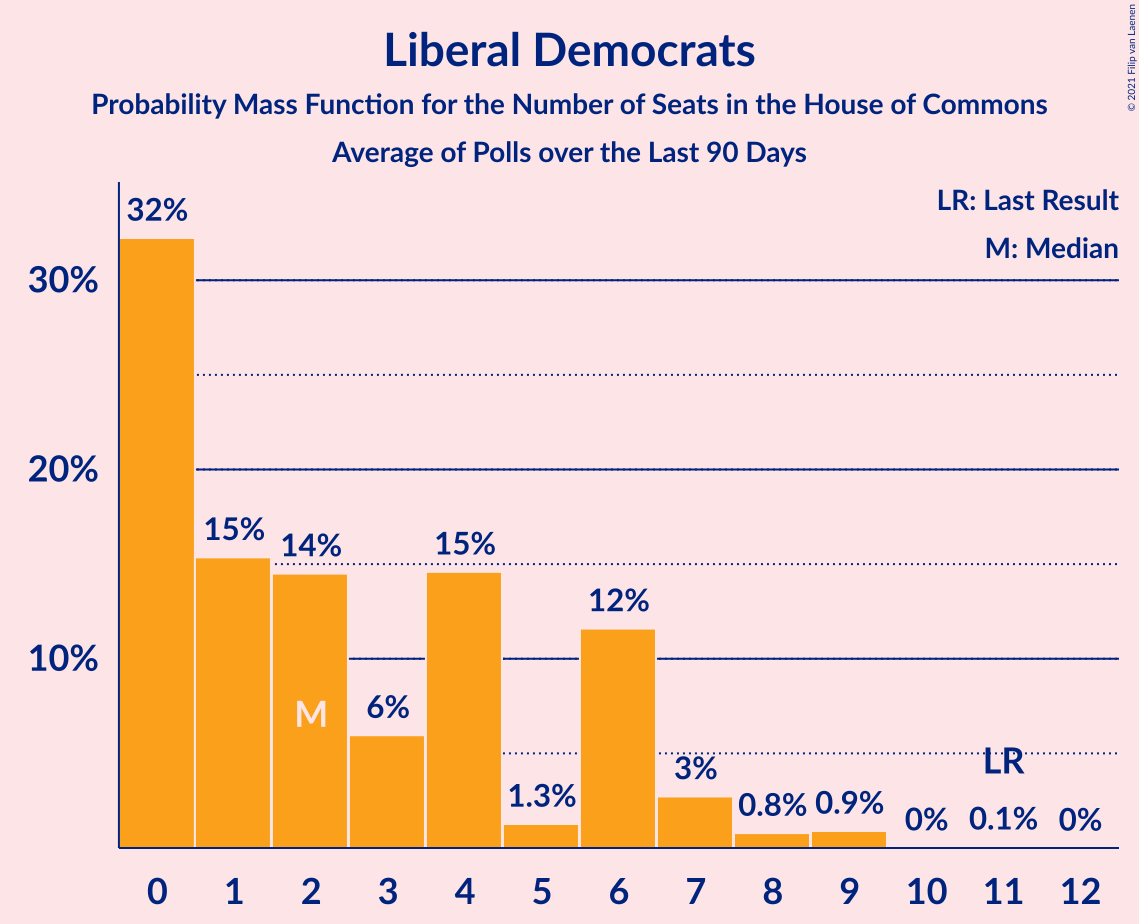 © 2021 Filip van Laenen
Liberal Democrats
Probability Mass Function for the Number of Seats in the House of Commons
Average of Polls over the Last 90 Days
LR: Last Result
M: Median
30%
20%
10%
32%
15%
14%
6%
15%
1.3%
12%
3%
0.8%
0.9%
0%
0.1%
0%
M
LR
0 1 2 3 4 5 6 7 8 9 10 11 12